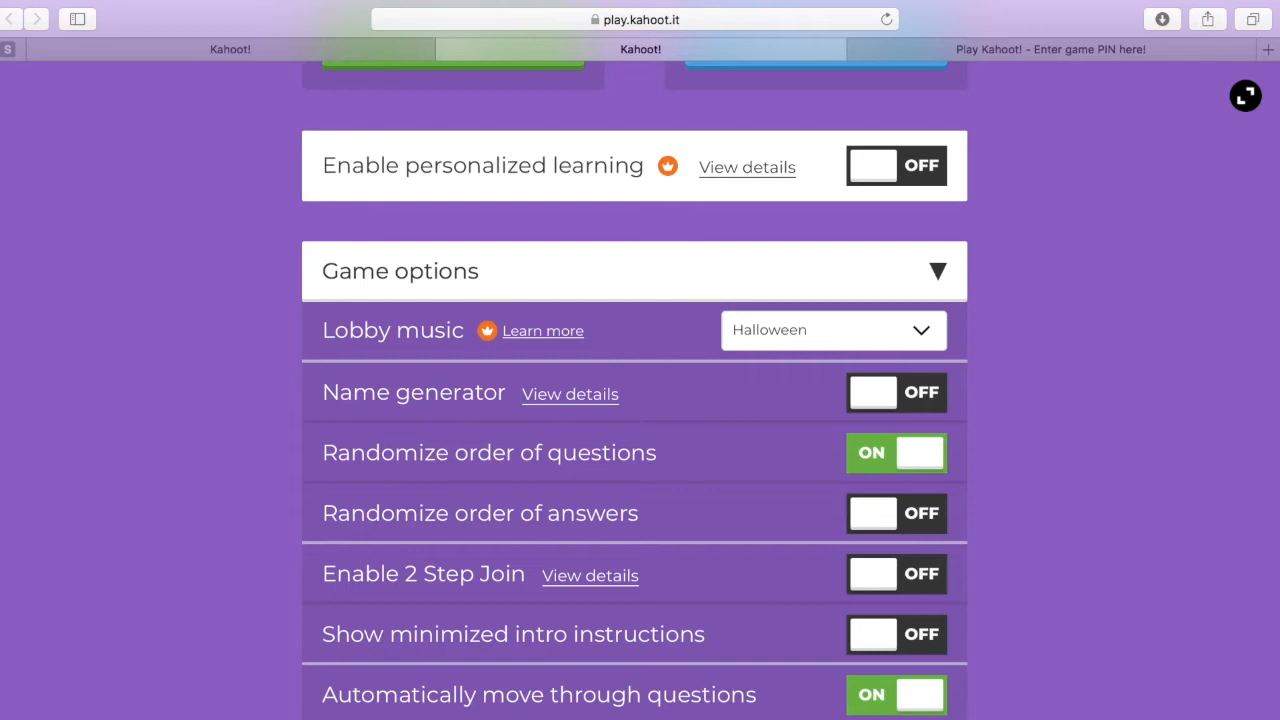 play.kahoot.it
S
Kahoot!
Kahoot!
Play Kahoot! - Enter game PIN here!
Enable personalized learning View details OFF
Game options
Lobby music Learn more Halloween
Name generator View details OFF
Randomize order of questions ON
Randomize order of answers OFF
Enable 2 Step Join View details OFF
Show minimized intro instructions OFF
Automatically move through questions ON